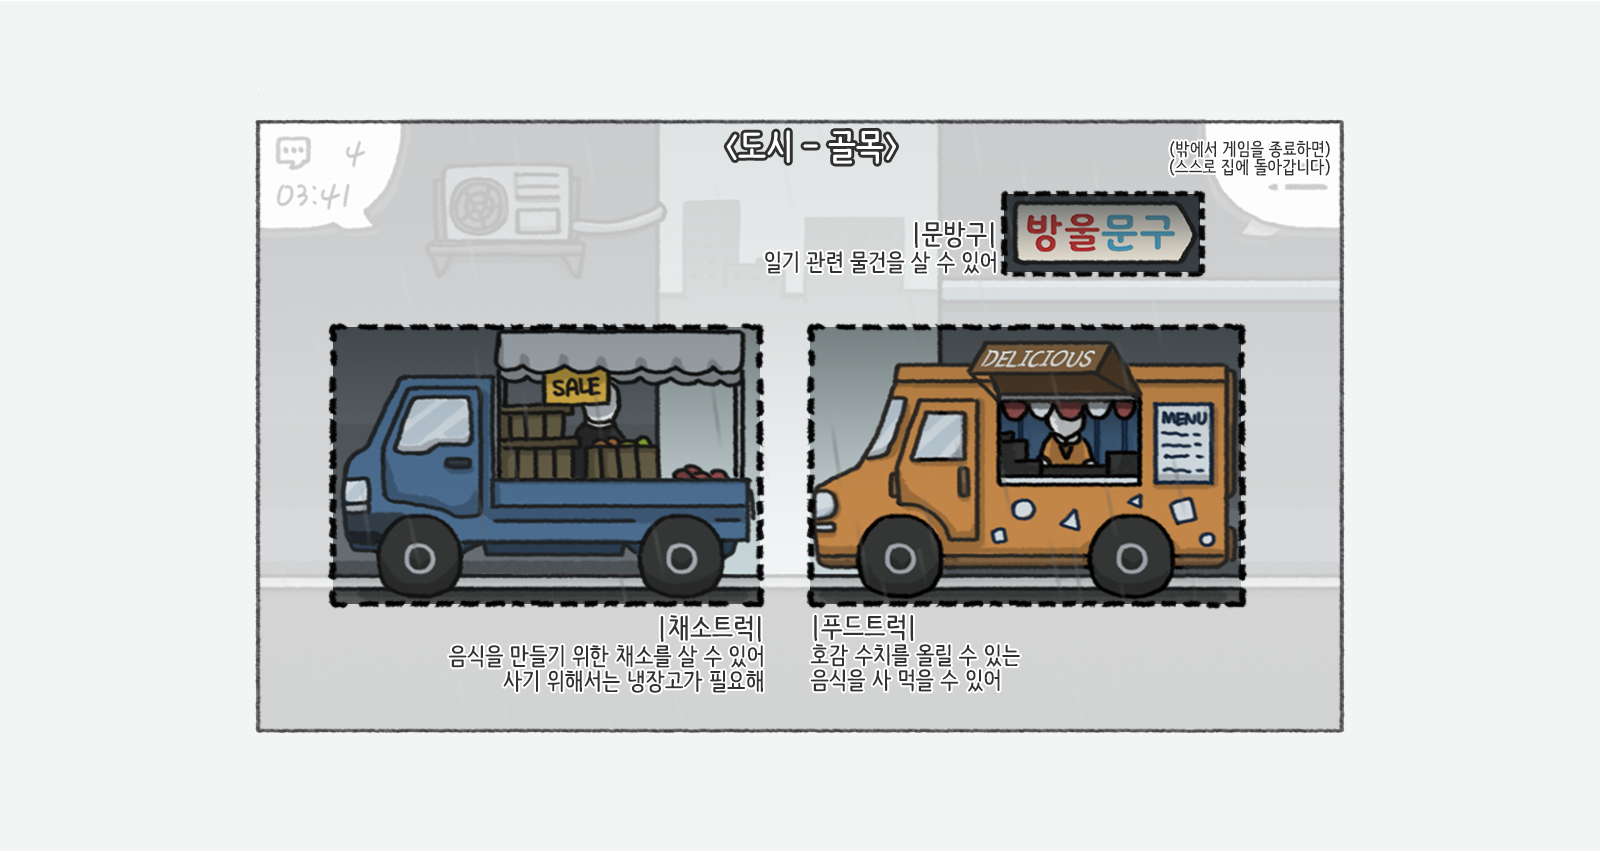 4
03:41
<도시 - 골목>
(밖에서 게임을 종료하면)
(스스로 집에 돌아갑니다)
|문방구|
일기 관련 물건을 살 수 있어
방울문구
SALE
DELICIOUS
MENU
|채소트럭|
음식을 만들기 위한 채소를 살 수 있어
사기 위해서는 냉장고가 필요해
|푸드트럭|
호감 수치를 올릴 수 있는
음식을 사 먹을 수 있어